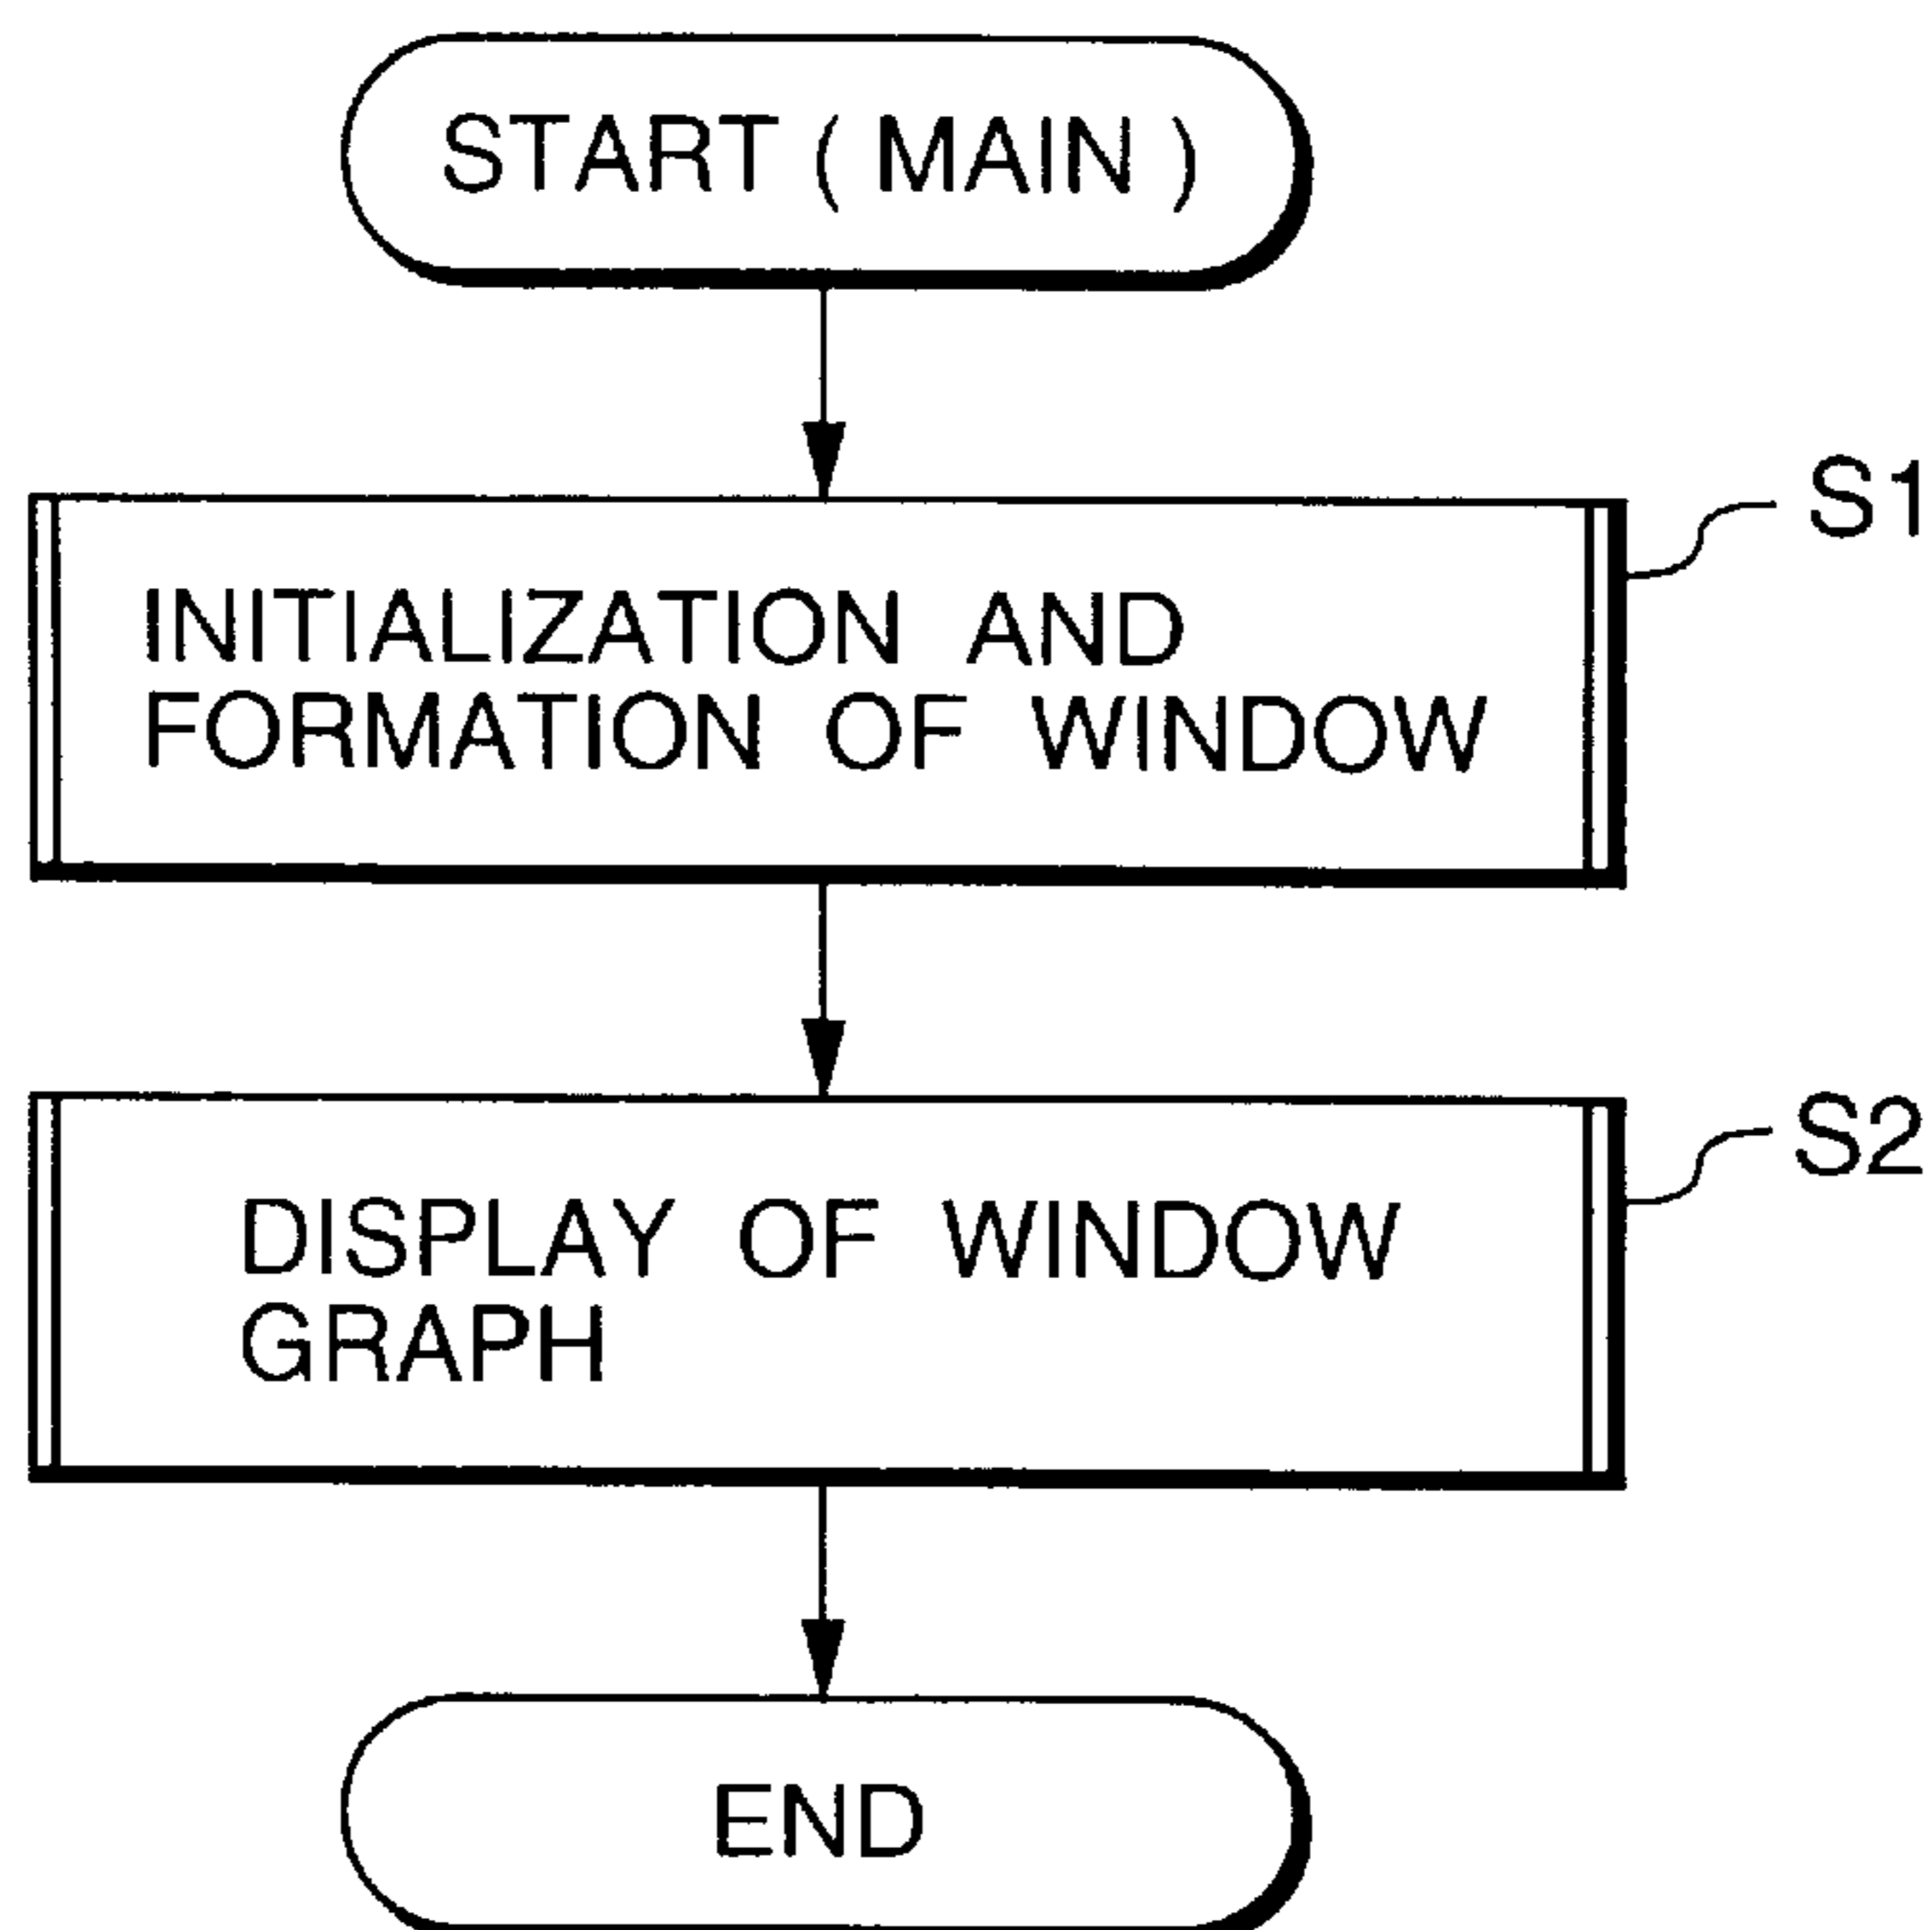 START ( MAIN )
S1
INITIALIZATION AND
FORMATION OF WINDOW
S2
DISPLAY OF WINDOW
GRAPH
END